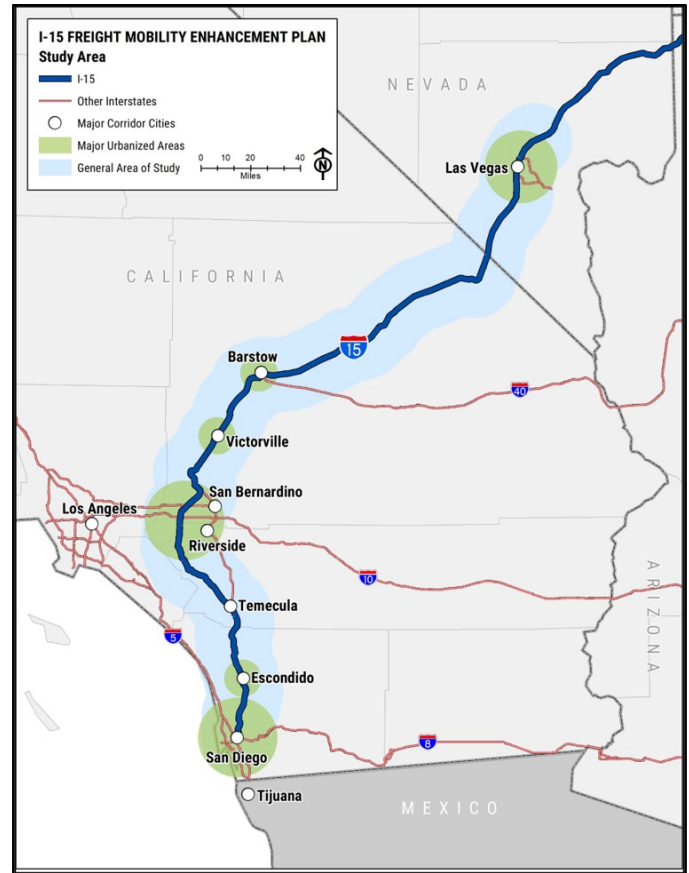 I-15 FREIGHT MOBILITY ENHANCEMENT PLAN
Study Area
I-15
Other Interstates
Major Corridor Cities
Major Urbanized Areas
General Area of Study
0 20 40
Miles
N
NEVADA
Las Vegas
CALIFORNIA
15
Barstow
40
Victorville
San Bernardino
Los Angeles
Riverside
10
ARIZONA
Temecula
5
Escondido
8
San Diego
Tijuana
MEXICO